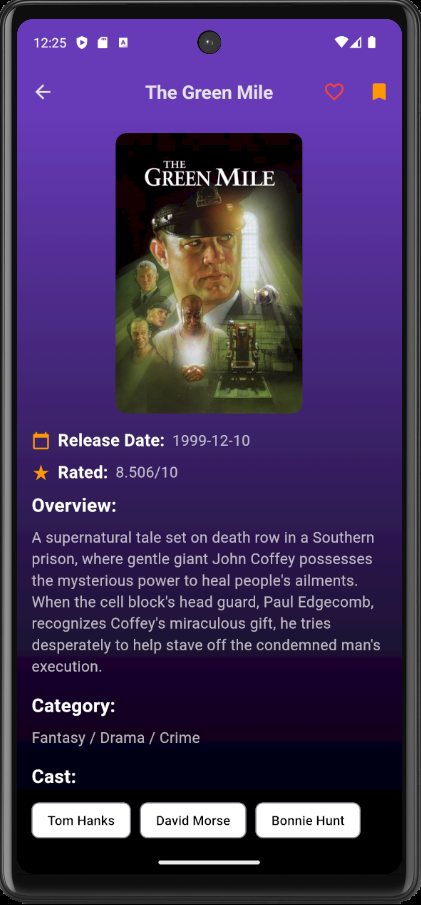 12:25
The Green Mile
THE
GREEN MILE
Release Date: 1999-12-10
Rated: 8.506/10
Overview:
A supernatural tale set on death row in a Southern
prison, where gentle giant John Coffey possesses
the mysterious power to heal people's ailments.
When the cell block's head guard, Paul Edgecomb,
recognizes Coffey's miraculous gift, he tries
desperately to help stave off the condemned man's
execution.
Category:
Fantasy / Drama / Crime
Cast:
Tom Hanks David Morse Bonnie Hunt